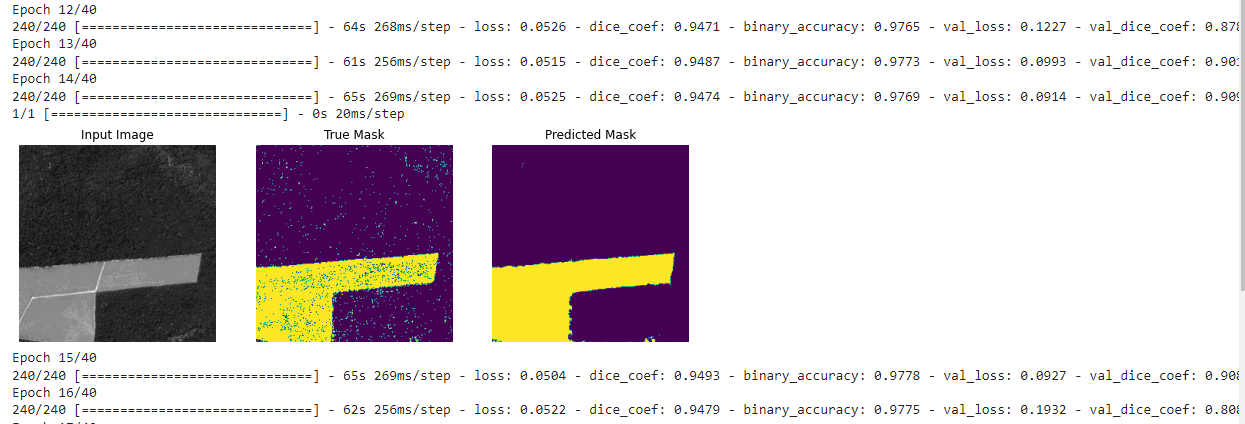 Epoch 12/40
240/240 [==============================] - 64s 268ms/step - loss: 0.0526 - dice_coef: 0.9471 - binary_accuracy: 0.9765 - val_loss: 0.1227 - val_dice_coef: 0.878
Epoch 13/40
240/240 [==============================] - 61s 256ms/step - loss: 0.0515 - dice_coef: 0.9487 - binary_accuracy: 0.9773 - val_loss: 0.0993 - val_dice_coef: 0.901
Epoch 14/40
240/240 [==============================] - 65s 269ms/step - loss: 0.0525 - dice_coef: 0.9474 - binary_accuracy: 0.9769 - val_loss: 0.0914 - val_dice_coef: 0.909
1/1 [==============================] - 0s 20ms/step
Input Image True Mask Predicted Mask
Epoch 15/40
240/240 [==============================] - 65s 269ms/step - loss: 0.0504 - dice_coef: 0.9493 - binary_accuracy: 0.9778 - val_loss: 0.0927 - val_dice_coef: 0.908
Epoch 16/40
240/240 [==============================] - 62s 256ms/step - loss: 0.0522 - dice_coef: 0.9479 - binary_accuracy: 0.9775 - val_loss: 0.1932 - val_dice_coef: 0.808